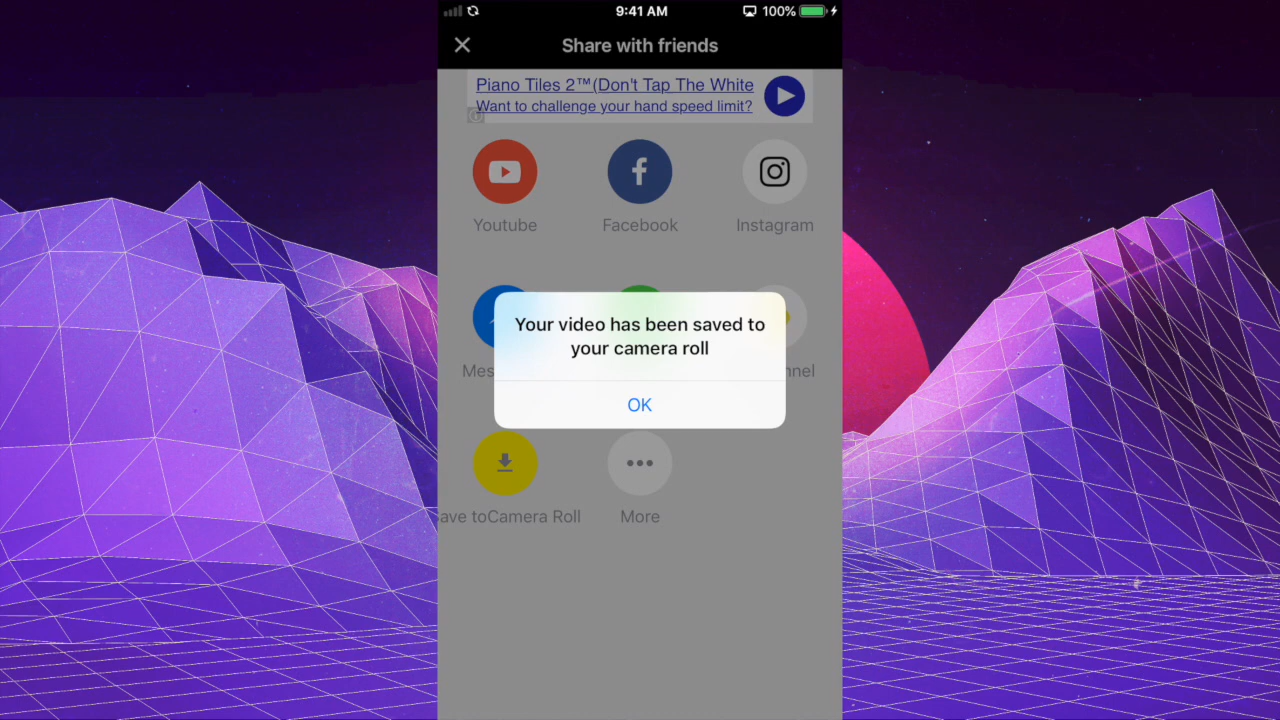 9:41 AM
100%
Share with friends
Piano Tiles 2™(Don't Tap The White
Want to challenge your hand speed limit?
Youtube
Facebook
Instagram
Your video has been saved to
your camera roll
Mes
nnel
OK
ave toCamera Roll
More